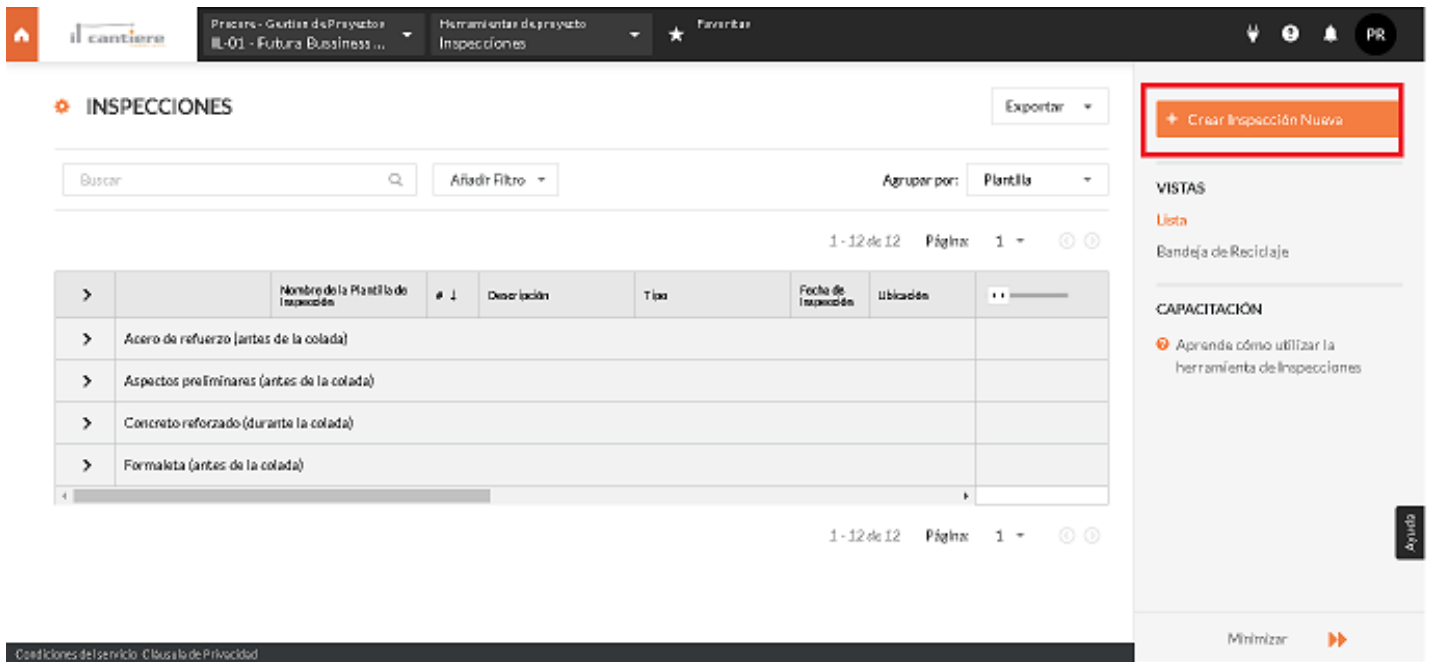 il cantiere
Procore - Gestion de Proyectos
IL-01 - Futura Bussiness ...
Herramientas de proyecto
Inspecciones
Favoritas
PR
INSPECCIONES
Exportar
+ Crear Inspección Nueva
Buscar
Añadir Filtro
Agrupar por:
Plantilla
VISTAS
Lista
Bandeja de Reciclaje
1 - 12 de 12 Página: 1
Nombre de la Plantilla de
Inspección
# ↓
Descripción
Tipo
Fecha de
Inspección
Ubicación
CAPACITACIÓN
Aprende cómo utilizar la
herramienta de Inspecciones
Acero de refuerzo (antes de la colada)
Aspectos preliminares (antes de la colada)
Concreto reforzado (durante la colada)
Formaleta (antes de la colada)
1 - 12 de 12 Página: 1
Ayuda
Minimizar
Condiciones del servicio Cláusula de Privacidad